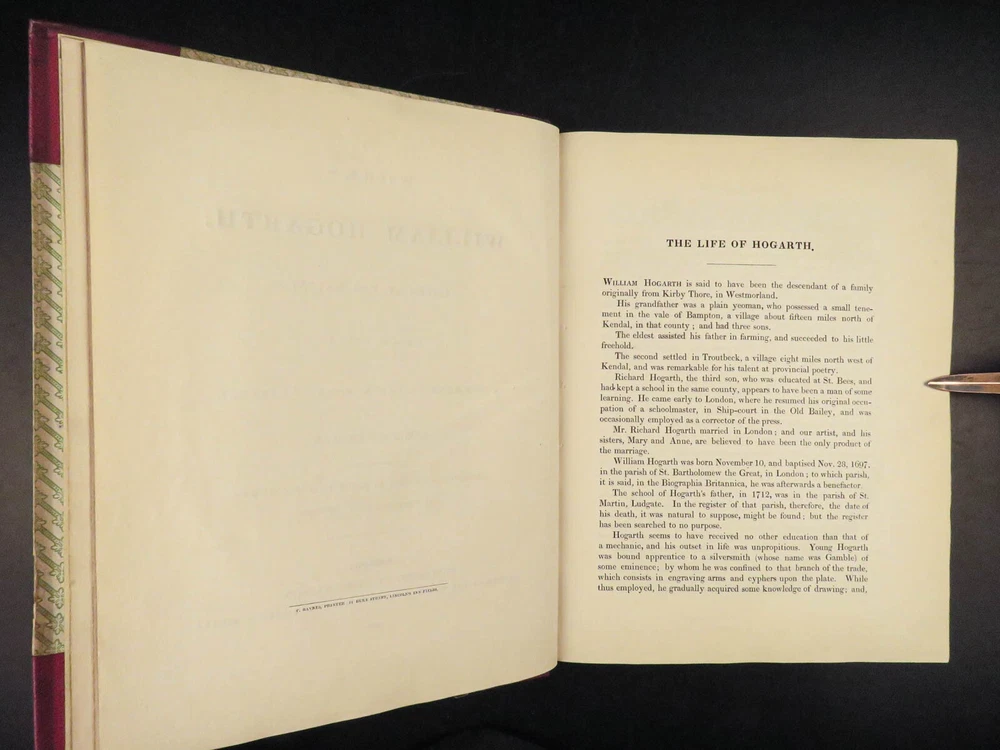 WILLIAM HOGARTH,
THE LIFE OF HOGARTH.
WILLIAM HOGARTH is said to have been the descendant of a family
originally from Kirby Thore, in Westmorland.
His grandfather was a plain yeoman, who possessed a small tene-
ment in the vale of Bampton, a village about fifteen miles north of
Kendal, in that county ; and had three sons.
The eldest assisted his father in farming, and succeeded to his little
freehold.
The second settled in Troutbeck, a village eight miles north west of
Kendal, and was remarkable for his talent at provincial poetry.
Richard Hogarth, the third son, who was educated at St. Bees, and
had kept a school in the same county, appears to have been a man of some
learning. He came early to London, where he resumed his original occu-
pation of a schoolmaster, in Ship-court in the Old Bailey, and was
occasionally employed as a corrector of the press.
Mr. Richard Hogarth married in London ; and our artist, and his
sisters, Mary and Anne, are believed to have been the only product of
the marriage.
William Hogarth was born November 10, and baptised Nov. 28, 1697,
in the parish of St. Bartholomew the Great, in London ; to which parish,
it is said, in the Biographia Britannica, he was afterwards a benefactor.
The school of Hogarth's father, in 1712, was in the parish of St.
Martin, Ludgate. In the register of that parish, therefore, the date of
his death, it was natural to suppose, might be found ; but the register
has been searched to no purpose.
Hogarth seems to have received no other education than that of
a mechanic, and his outset in life was unpropitious. Young Hogarth
was bound apprentice to a silversmith (whose name was Gamble) of
some eminence ; by whom he was confined to that branch of the trade,
which consists in engraving arms and cyphers upon the plate. While
thus employed, he gradually acquired some knowledge of drawing ; and,